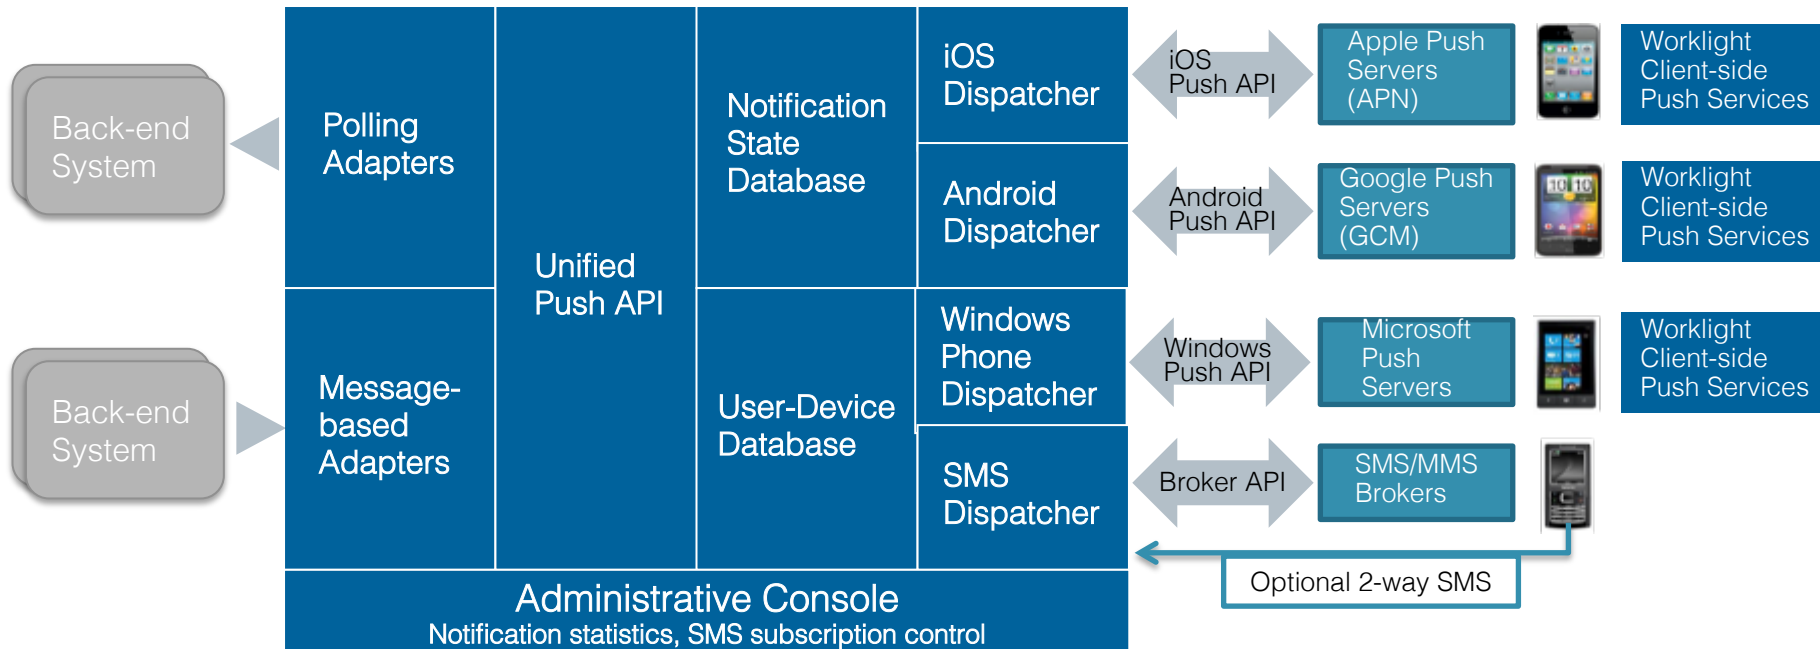 Back-end
System
Back-end
System
Polling
Adapters
Message-
based
Adapters
Unified
Push API
Notification
State
Database
User-Device
Database
iOS
Dispatcher
Android
Dispatcher
Windows
Phone
Dispatcher
SMS
Dispatcher
Administrative Console
Notification statistics, SMS subscription control
iOS
Push API
Apple Push
Servers
(APN)
Worklight
Client-side
Push Services
Android
Push API
Google Push
Servers
(GCM)
10 10
Worklight
Client-side
Push Services
Windows
Push API
Microsoft
Push
Servers
Worklight
Client-side
Push Services
Broker API
SMS/MMS
Brokers
Optional 2-way SMS